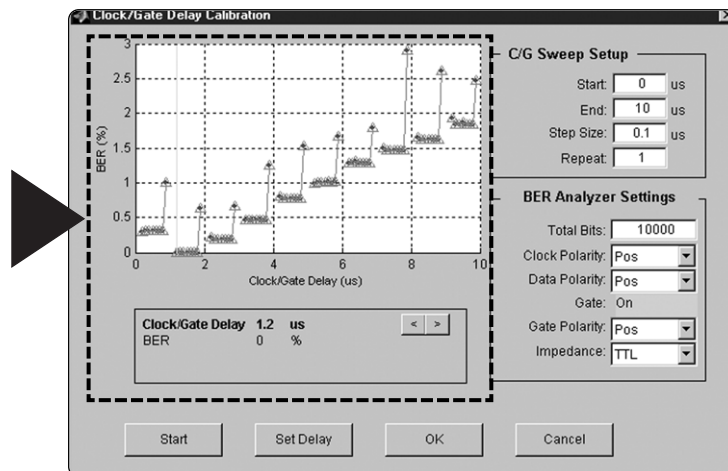 Clock/Gate Delay Calibration
3
2.5
2
1.5
1
0.5
0
BER (%)
0 2 4 6 8 10
Clock/Gate Delay (us)
Clock/Gate Delay 1.2 us
BER 0 %
< >
C/G Sweep Setup
Start: 0 us
End: 10 us
Step Size: 0.1 us
Repeat: 1
BER Analyzer Settings
Total Bits: 10000
Clock Polarity: Pos
Data Polarity: Pos
Gate: On
Gate Polarity: Pos
Impedance: TTL
Start Set Delay OK Cancel